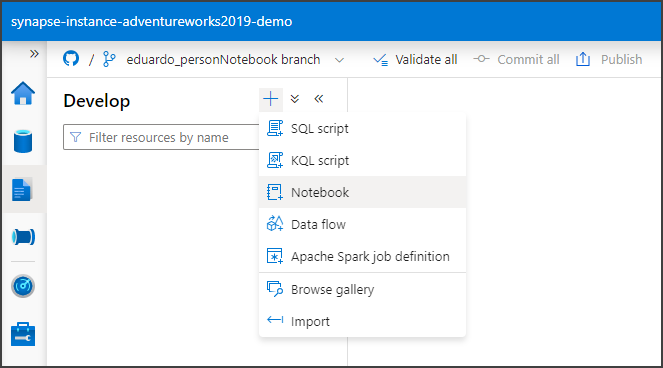 synapse-instance-adventureworks2019-demo
/ eduardo_personNotebook branch Validate all Commit all Publish
Develop
Filter resources by name
SQL script
KQL script
Notebook
Data flow
Apache Spark job definition
Browse gallery
Import